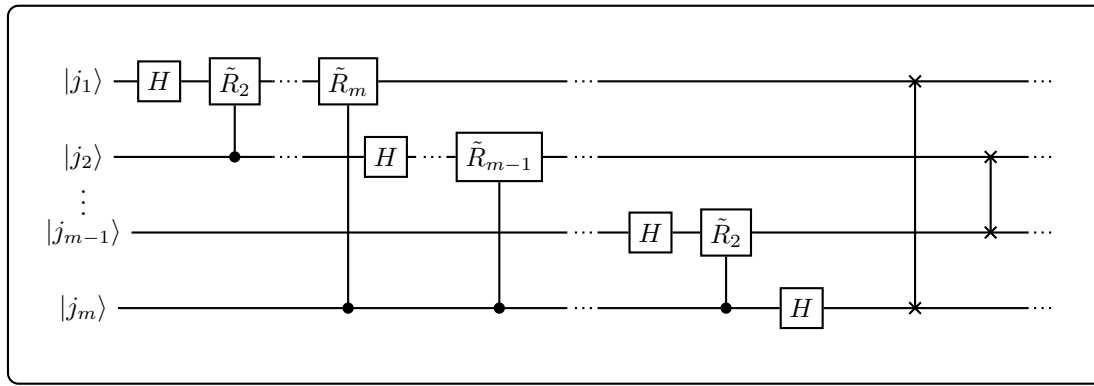 |j₁⟩ H R̃₂ ⋯ R̃ₘ ⋯ ⋯
|j₂⟩ ⋯ H ⋯ R̃ₘ₋₁ ⋯ ⋯
⋮
|jₘ₋₁⟩ ⋯ H R̃₂ ⋯
|jₘ⟩ ⋯ H ⋯